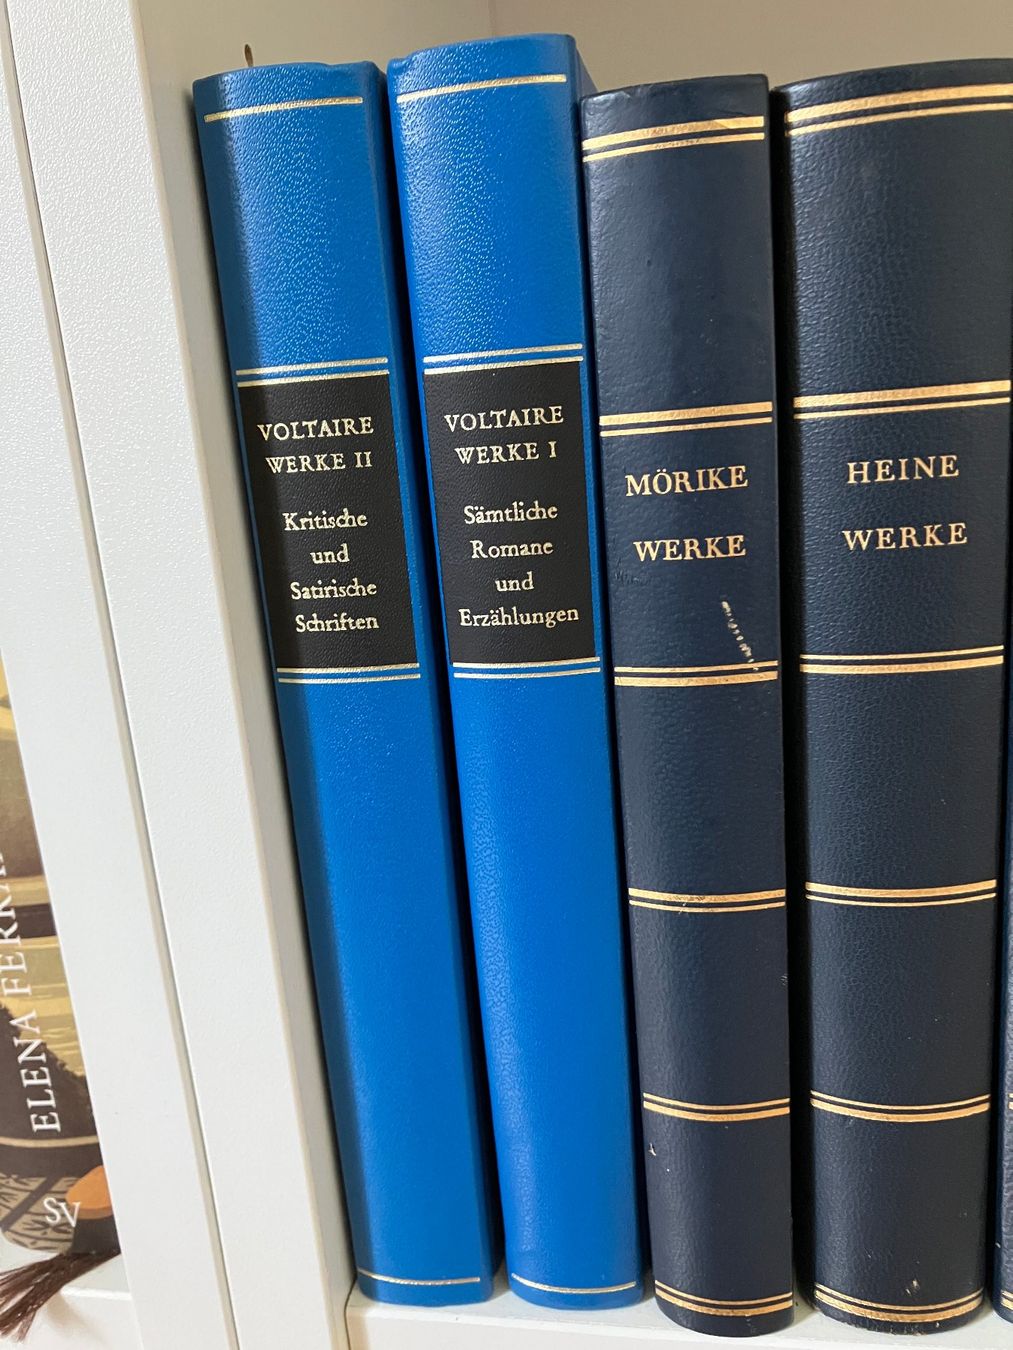 VOLTAIRE
WERKE II
Kritische
und
Satirische
Schriften
VOLTAIRE
WERKE I
Sämtliche
Romane
und
Erzählungen
MÖRIKE
WERKE
HEINE
WERKE
ELENA
SV